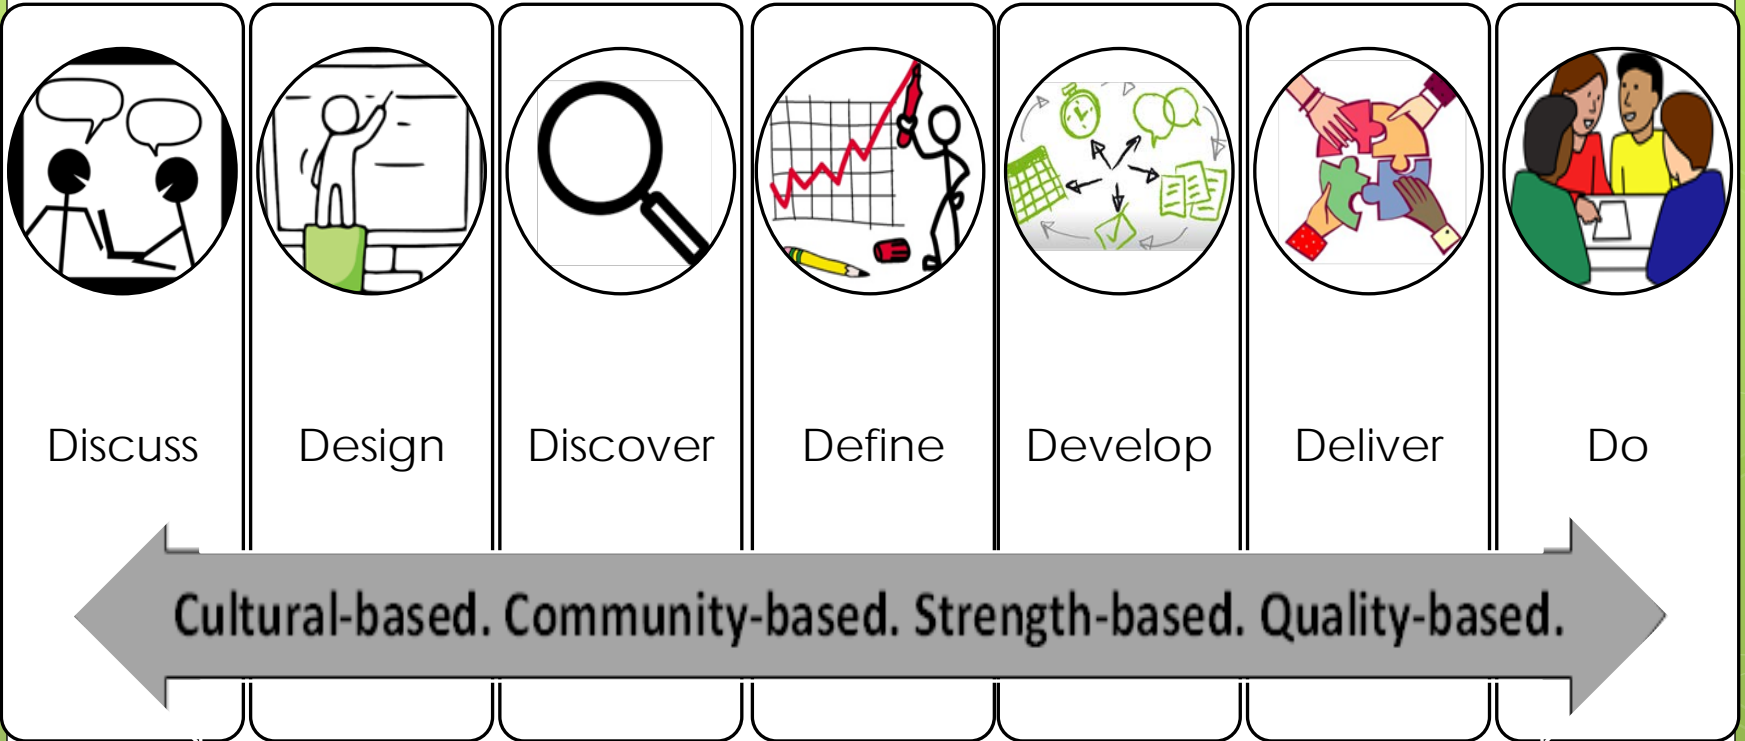 Discuss
Design
Discover
Define
Develop
Deliver
Do
Cultural-based. Community-based. Strength-based. Quality-based.